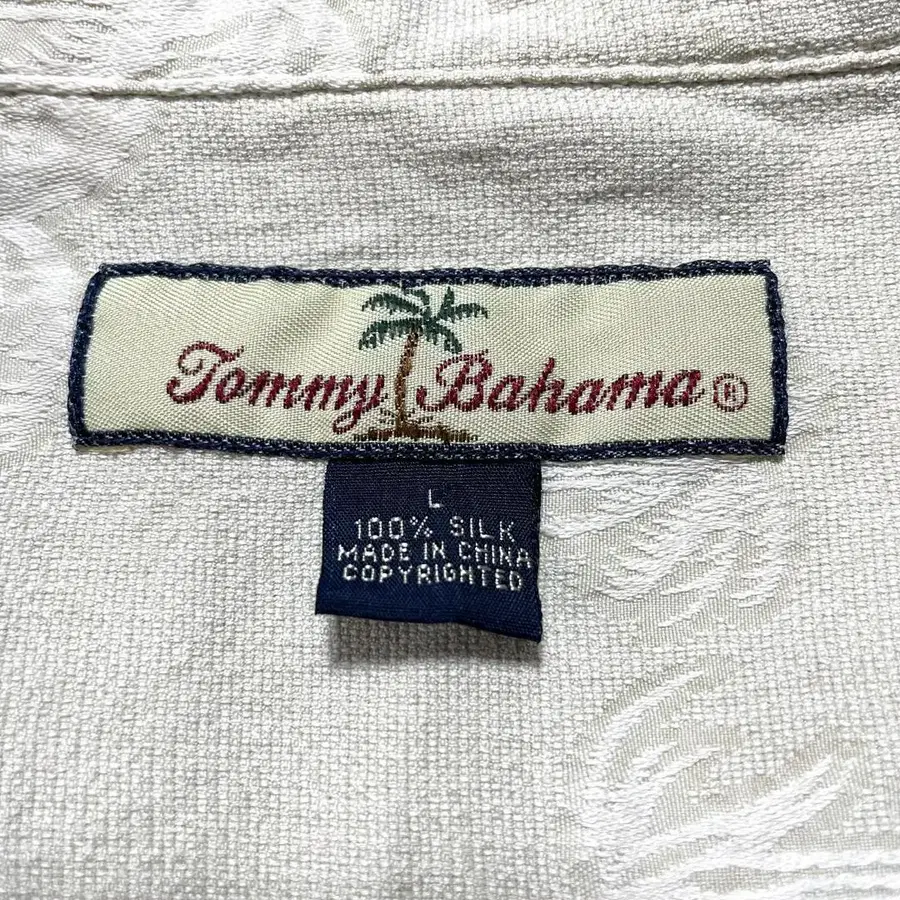 Tommy Bahama ®
L
100% SILK
MADE IN CHINA
COPYRIGHTED